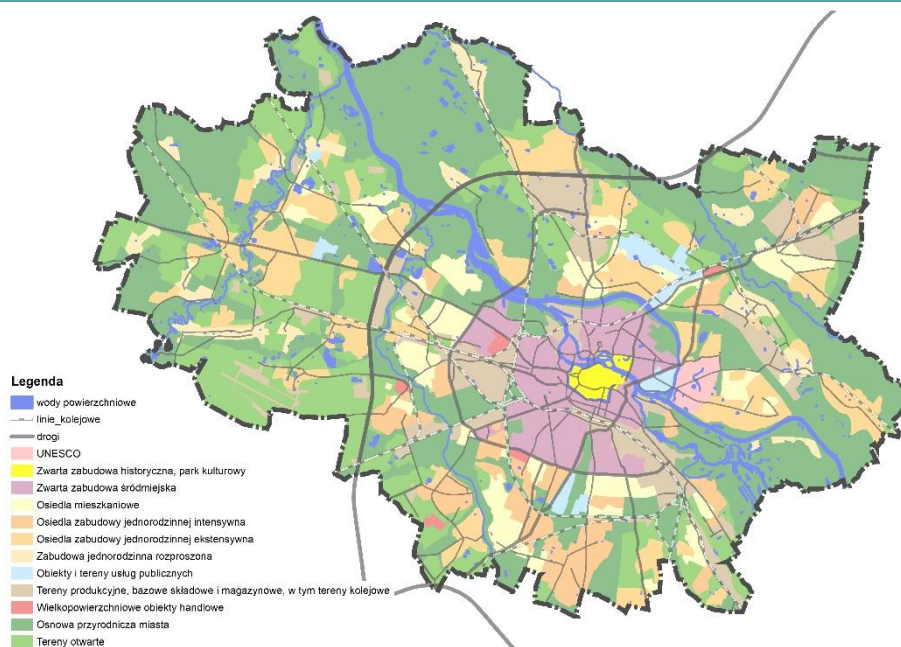 Legenda
wody powierzchniowe
linie_kolejowe
drogi
UNESCO
Zwarta zabudowa historyczna, park kulturowy
Zwarta zabudowa śródmiejska
Osiedla mieszkaniowe
Osiedla zabudowy jednorodzinnej intensywna
Osiedla zabudowy jednorodzinnej ekstensywna
Zabudowa jednorodzinna rozproszona
Obiekty i tereny usług publicznych
Tereny produkcyjne, bazowe składowe i magazynowe, w tym tereny kolejowe
Wielkopowierzchniowe obiekty handlowe
Osnowa przyrodnicza miasta
Tereny otwarte